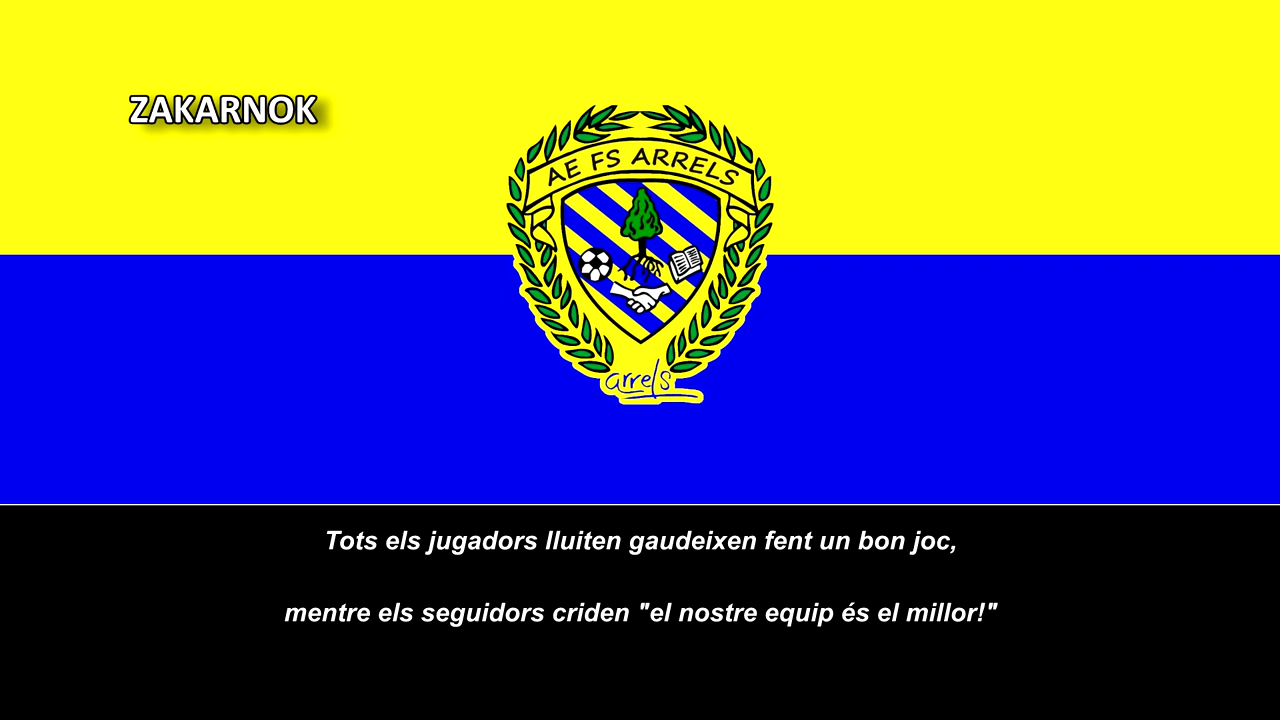 ZAKARNOK
AE FS ARRELS
arrels
Tots els jugadors lluiten gaudeixen fent un bon joc,
mentre els seguidors criden "el nostre equip és el millor!"